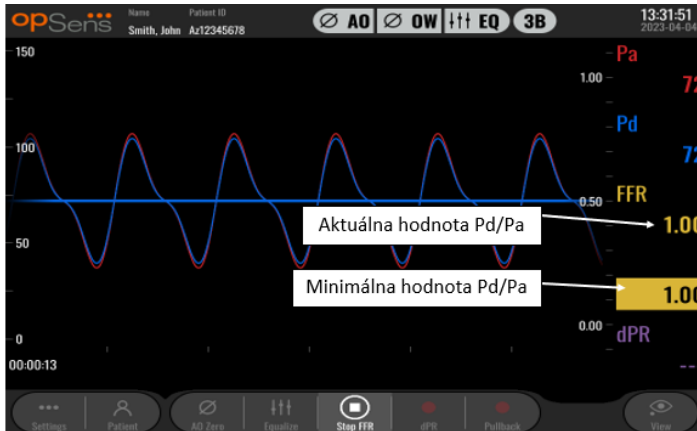 opSens
Name Patient ID
Smith, John Az12345678
AO OW EQ 3B
13:31:51
2023-04-04
150
100
50
0
00:00:13
1.00
0.50
0.00
Pa
72
Pd
72
FFR
1.00
1.00
dPR
--
Aktuálna hodnota Pd/Pa
Minimálna hodnota Pd/Pa
Settings Patient AO Zero Equalize Stop FFR dPR Pullback View